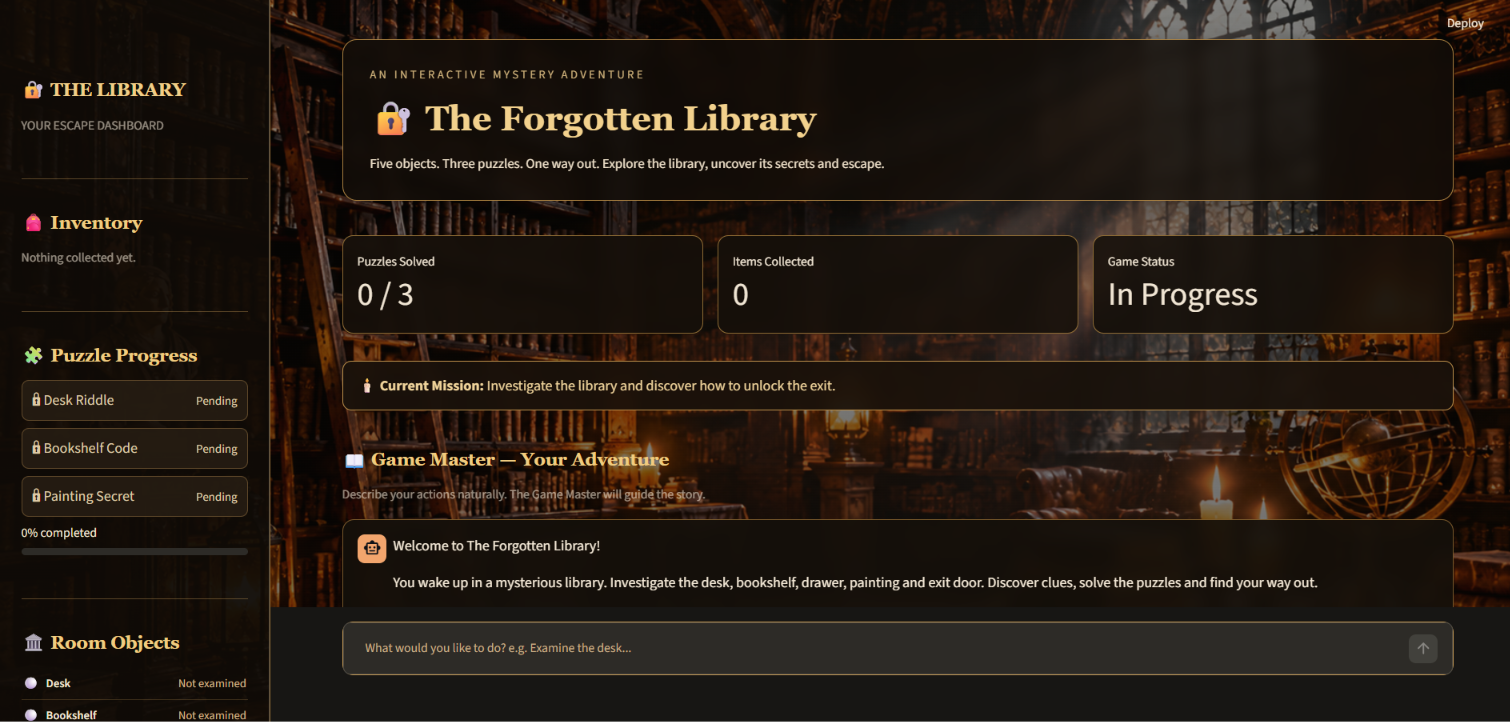 Deploy
THE LIBRARY
YOUR ESCAPE DASHBOARD
Inventory
Nothing collected yet.
Puzzle Progress
Desk Riddle Pending
Bookshelf Code Pending
Painting Secret Pending
0% completed
Room Objects
Desk Not examined
Bookshelf Not examined
AN INTERACTIVE MYSTERY ADVENTURE
The Forgotten Library
Five objects. Three puzzles. One way out. Explore the library, uncover its secrets and escape.
Puzzles Solved
0 / 3
Items Collected
0
Game Status
In Progress
Current Mission: Investigate the library and discover how to unlock the exit.
Game Master — Your Adventure
Describe your actions naturally. The Game Master will guide the story.
Welcome to The Forgotten Library!
You wake up in a mysterious library. Investigate the desk, bookshelf, drawer, painting and exit door. Discover clues, solve the puzzles and find your way out.
What would you like to do? e.g. Examine the desk...